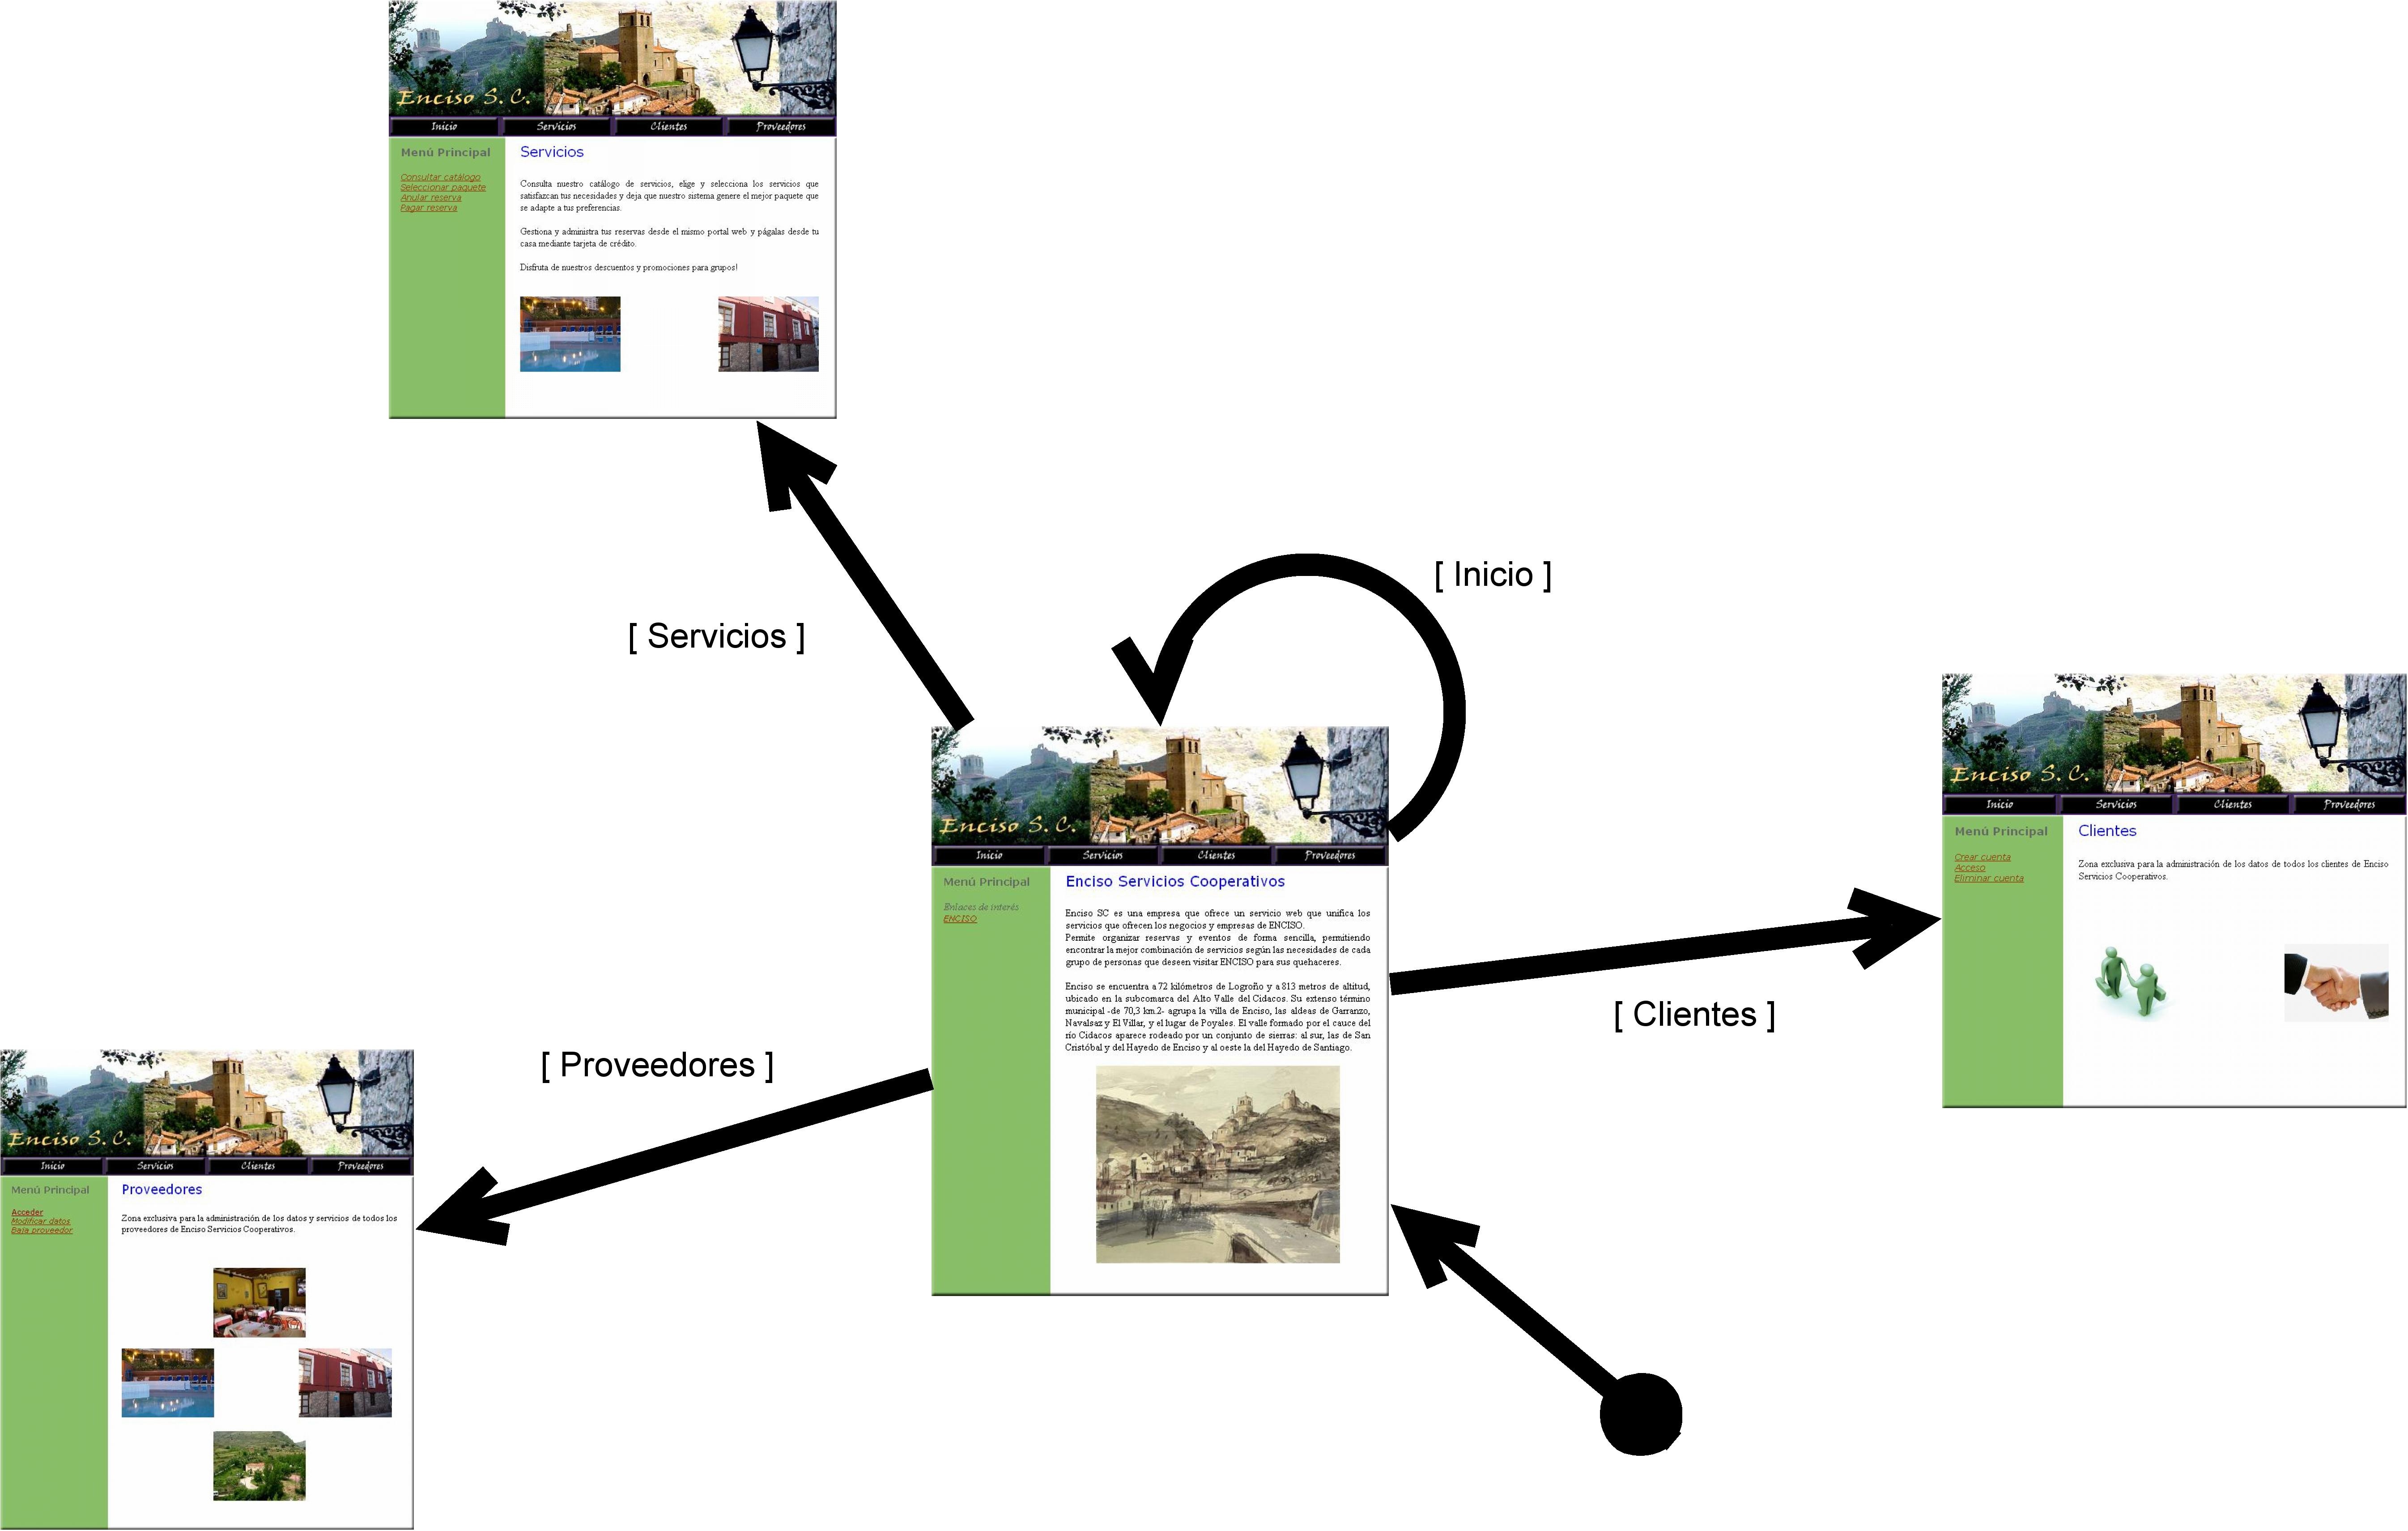 Enciso S. C.
Inicio Servicios Clientes Proveedores
Menú Principal
Consultar catálogo
Seleccionar paquete
Anular reserva
Pagar reserva
Servicios
Consulta nuestro catálogo de servicios, elige y selecciona los servicios que
satisfazcan tus necesidades y deja que nuestro sistema genere el mejor paquete que
se adapte a tus preferencias.
Gestiona y administra tus reservas desde el mismo portal web y págalas desde tu
casa mediante tarjeta de crédito.
Disfruta de nuestros descuentos y promociones para grupos!
[ Inicio ]
[ Servicios ]
Enciso S. C.
Inicio Servicios Clientes Proveedores
Menú Principal
Enlaces de interés
ENCISO
Enciso Servicios Cooperativos
Enciso SC es una empresa que ofrece un servicio web que unifica los
servicios que ofrecen los negocios y empresas de ENCISO.
Permite organizar reservas y eventos de forma sencilla, permitiendo
encontrar la mejor combinación de servicios según las necesidades de cada
grupo de personas que deseen visitar ENCISO para sus quehaceres.
Enciso se encuentra a 72 kilómetros de Logroño y a 813 metros de altitud,
ubicado en la subcomarca del Alto Valle del Cidacos. Su extenso término
municipal -de 70,3 km.2- agrupa la villa de Enciso, las aldeas de Garranzo,
Navalsaz y El Villar, y el lugar de Poyales. El valle formado por el cauce del
río Cidacos aparece rodeado por un conjunto de sierras: al sur, las de San
Cristóbal y del Hayedo de Enciso y al oeste la del Hayedo de Santiago.
Enciso S. C.
Inicio Servicios Clientes Proveedores
Menú Principal
Crear cuenta
Acceso
Eliminar cuenta
Clientes
Zona exclusiva para la administración de los datos de todos los clientes de Enciso
Servicios Cooperativos.
[ Clientes ]
[ Proveedores ]
Enciso S. C.
Inicio Servicios Clientes Proveedores
Menú Principal
Acceder
Modificar datos
Baja proveedor
Proveedores
Zona exclusiva para la administración de los datos y servicios de todos los
proveedores de Enciso Servicios Cooperativos.